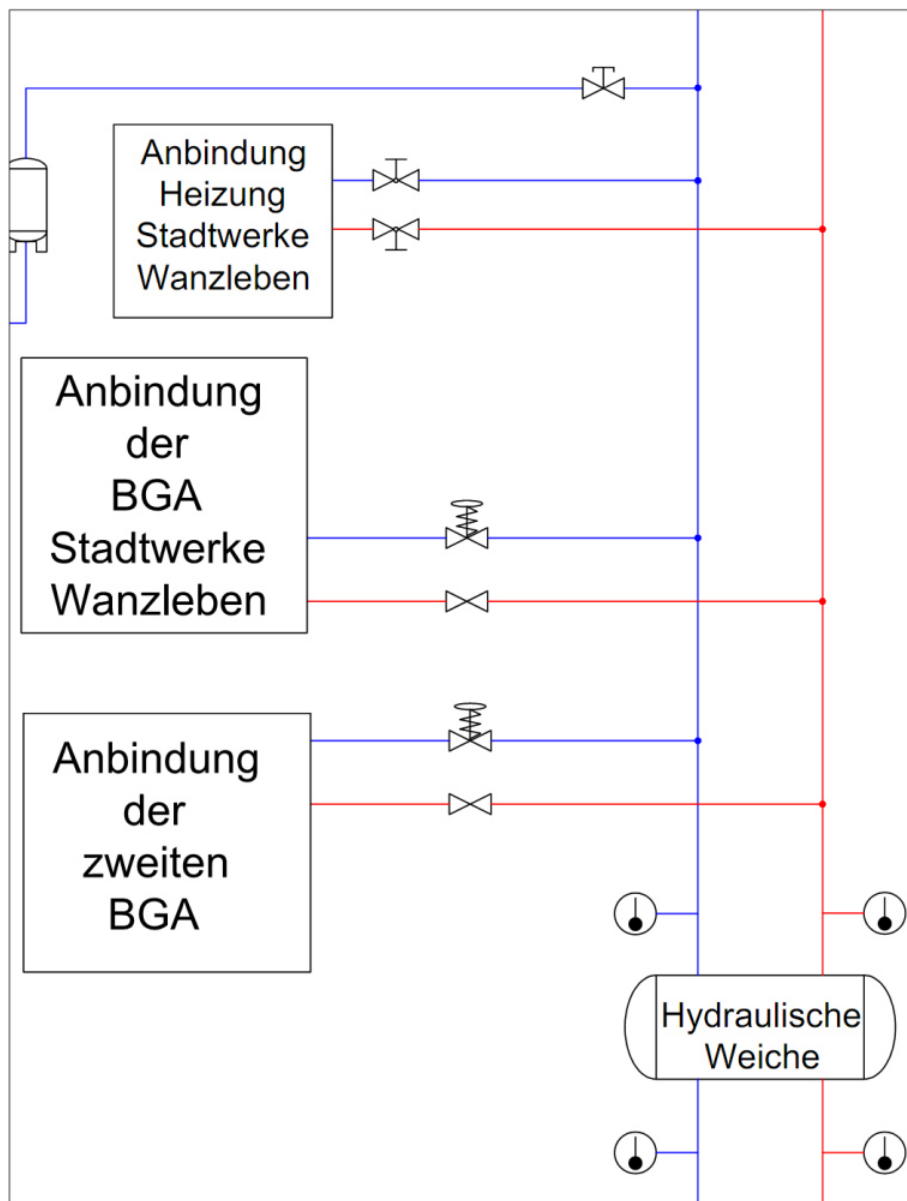 Anbindung
Heizung
Stadtwerke
Wanzleben
Anbindung
der
BGA
Stadtwerke
Wanzleben
Anbindung
der
zweiten
BGA
Hydraulische
Weiche